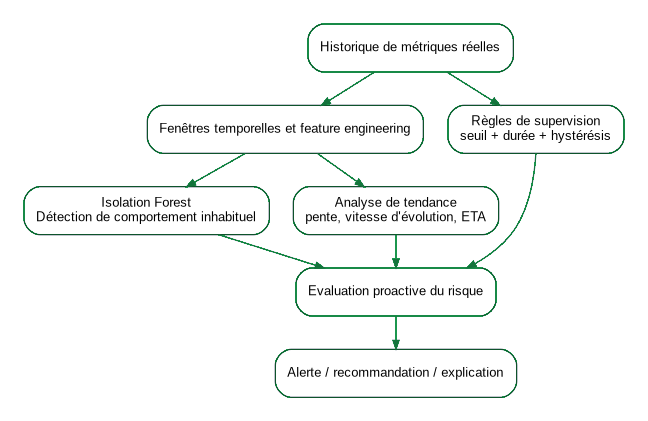 Historique de métriques réelles
Fenêtres temporelles et feature engineering
Règles de supervision
seuil + durée + hystérésis
Isolation Forest
Détection de comportement inhabituel
Analyse de tendance
pente, vitesse d'évolution, ETA
Evaluation proactive du risque
Alerte / recommandation / explication